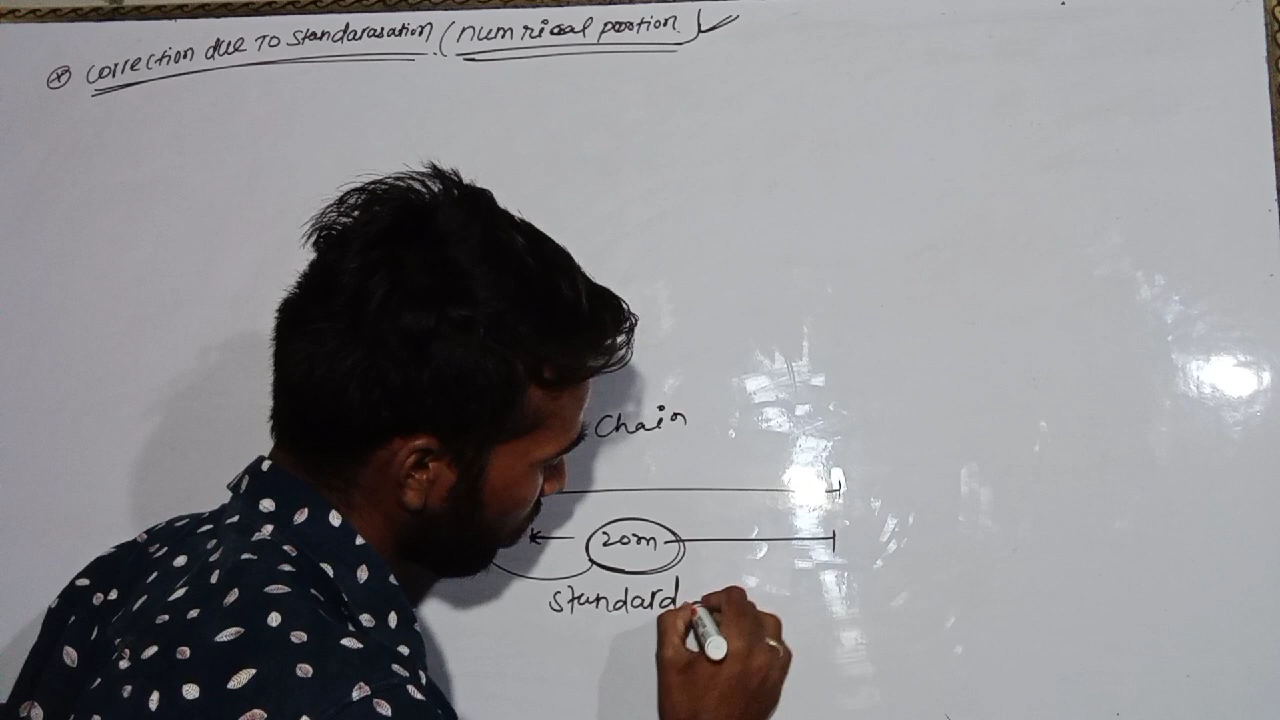 ⊛ correction due To standarasation (numrical portion)
Chain
20m
standard